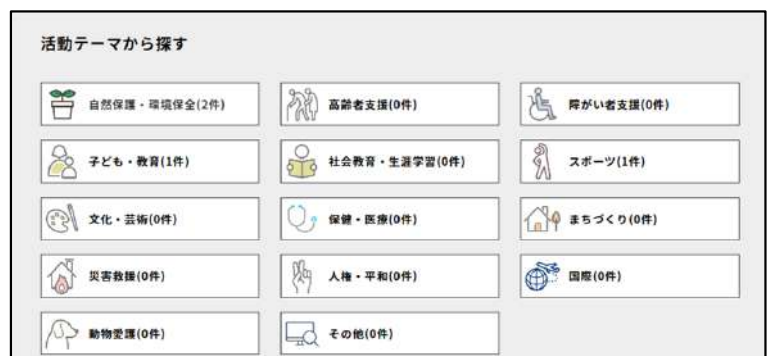 活動テーマから探す
自然保護・環境保全(2件)
高齢者支援(0件)
障がい者支援(0件)
子ども・教育(1件)
社会教育・生涯学習(0件)
スポーツ(1件)
文化・芸術(0件)
保健・医療(0件)
まちづくり(0件)
災害救援(0件)
人権・平和(0件)
国際(0件)
動物愛護(0件)
その他(0件)